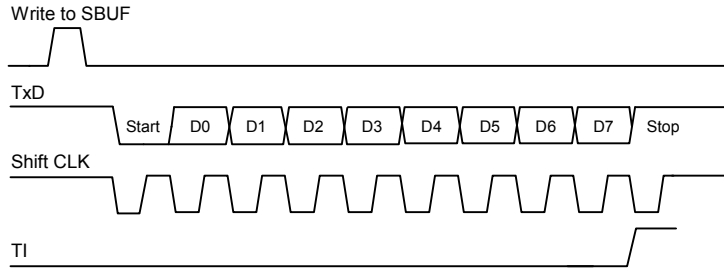 Write to SBUF
TxD
Start D0 D1 D2 D3 D4 D5 D6 D7 Stop
Shift CLK
TI